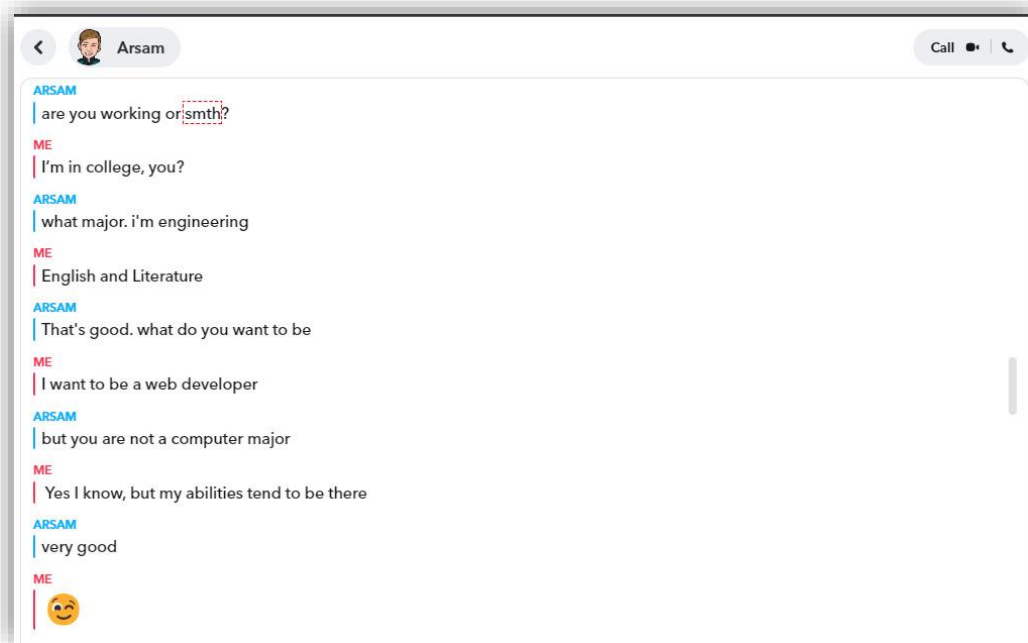 Arsam
Call
ARSAM
are you working or smth?
ME
I'm in college, you?
ARSAM
what major. i'm engineering
ME
English and Literature
ARSAM
That's good. what do you want to be
ME
I want to be a web developer
ARSAM
but you are not a computer major
ME
Yes I know, but my abilities tend to be there
ARSAM
very good
ME